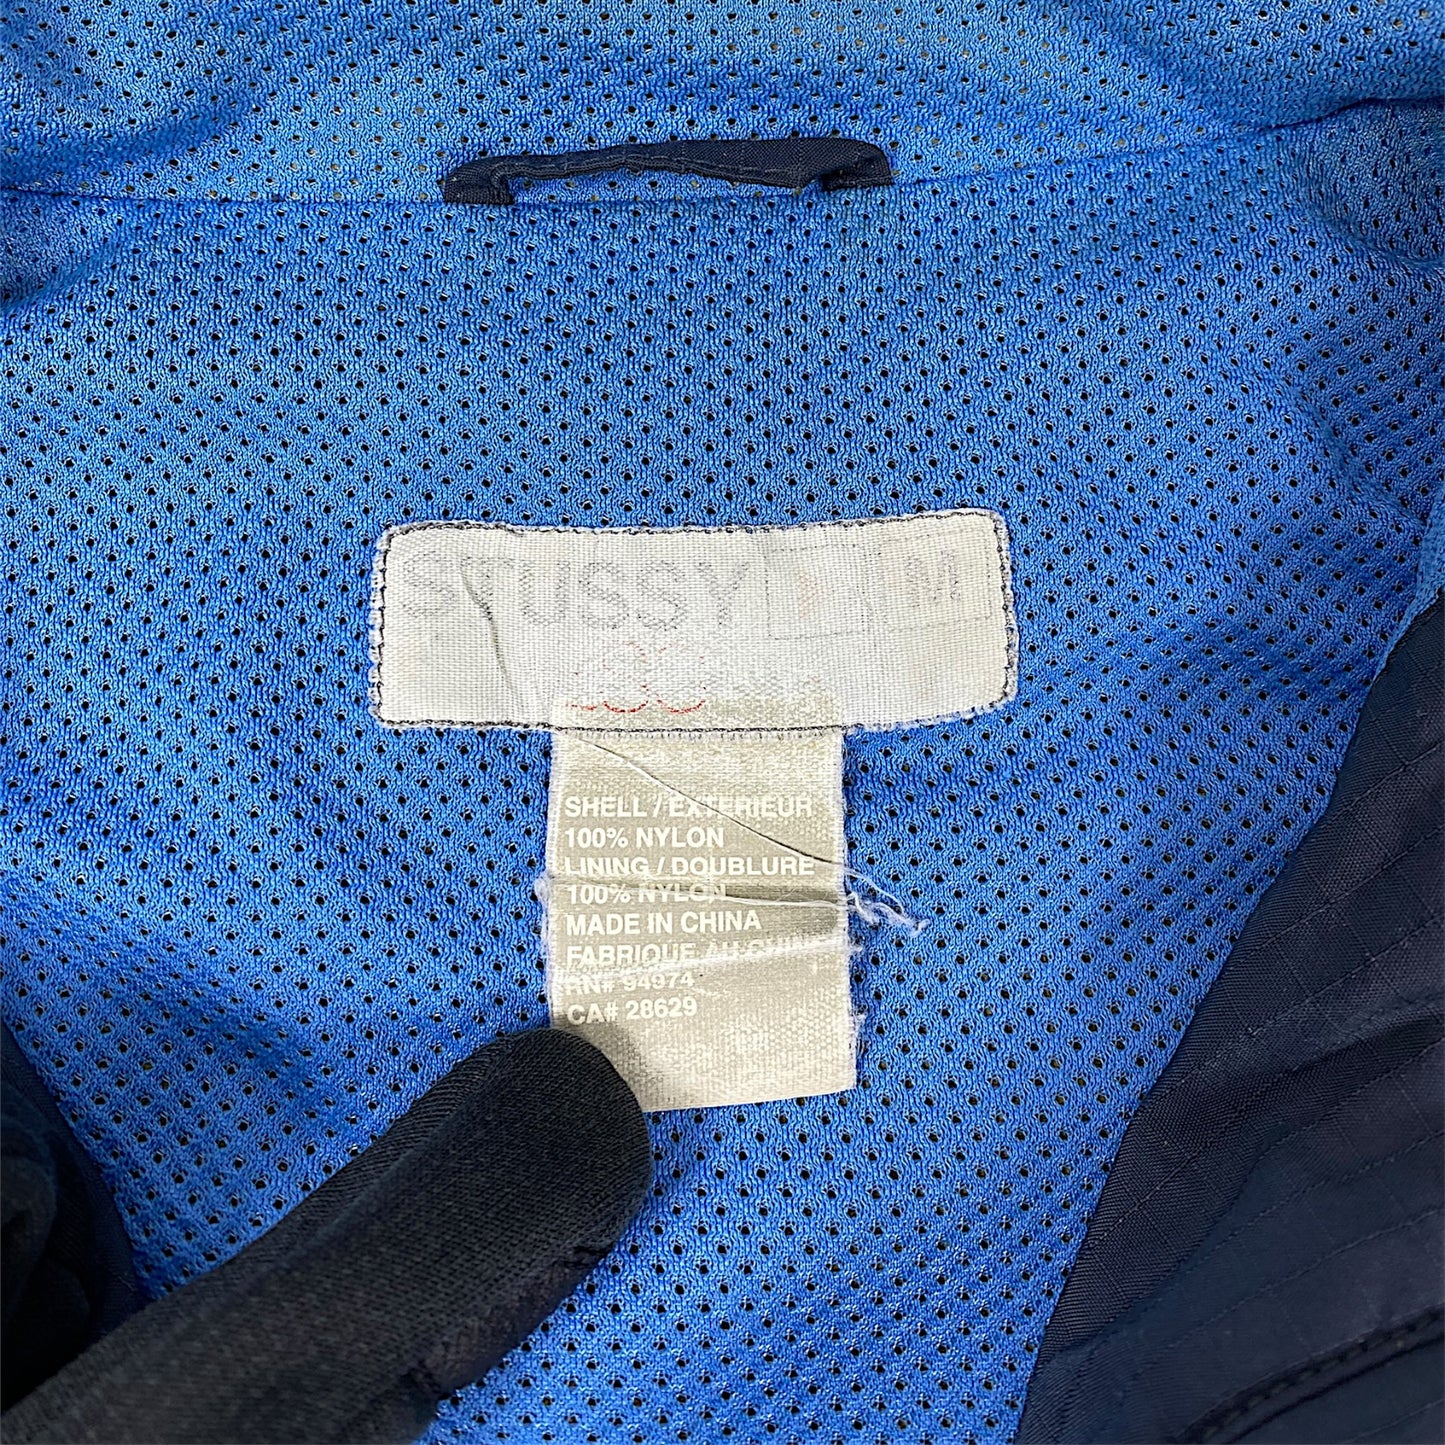 STUSSY M
SHELL / EXTERIEUR
100% NYLON
LINING / DOUBLURE
100% NYLON
MADE IN CHINA
FABRIQUE AU CHINE
RN# 94974
CA# 28629